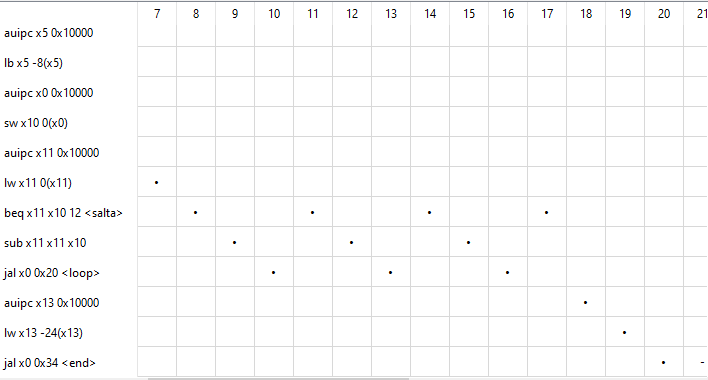 7 8 9 10 11 12 13 14 15 16 17 18 19 20 21
auipc x5 0x10000
lb x5 -8(x5)
auipc x0 0x10000
sw x10 0(x0)
auipc x11 0x10000
lw x11 0(x11) •
beq x11 x10 12 <salta> • • • •
sub x11 x11 x10 • • •
jal x0 0x20 <loop> • • •
auipc x13 0x10000 •
lw x13 -24(x13) •
jal x0 0x34 <end> • -